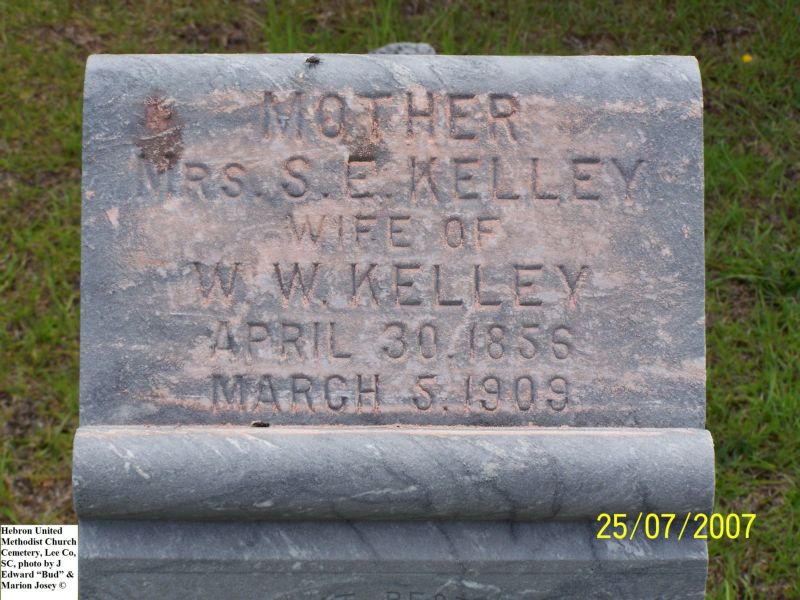 MOTHER
MRS. S. E. KELLEY
WIFE OF
W. W. KELLEY
APRIL 30. 1856
MARCH 5. 1909
25/07/2007
Hebron United
Methodist Church
Cemetery, Lee Co,
SC, photo by J
Edward "Bud" &
Marion Josey ©